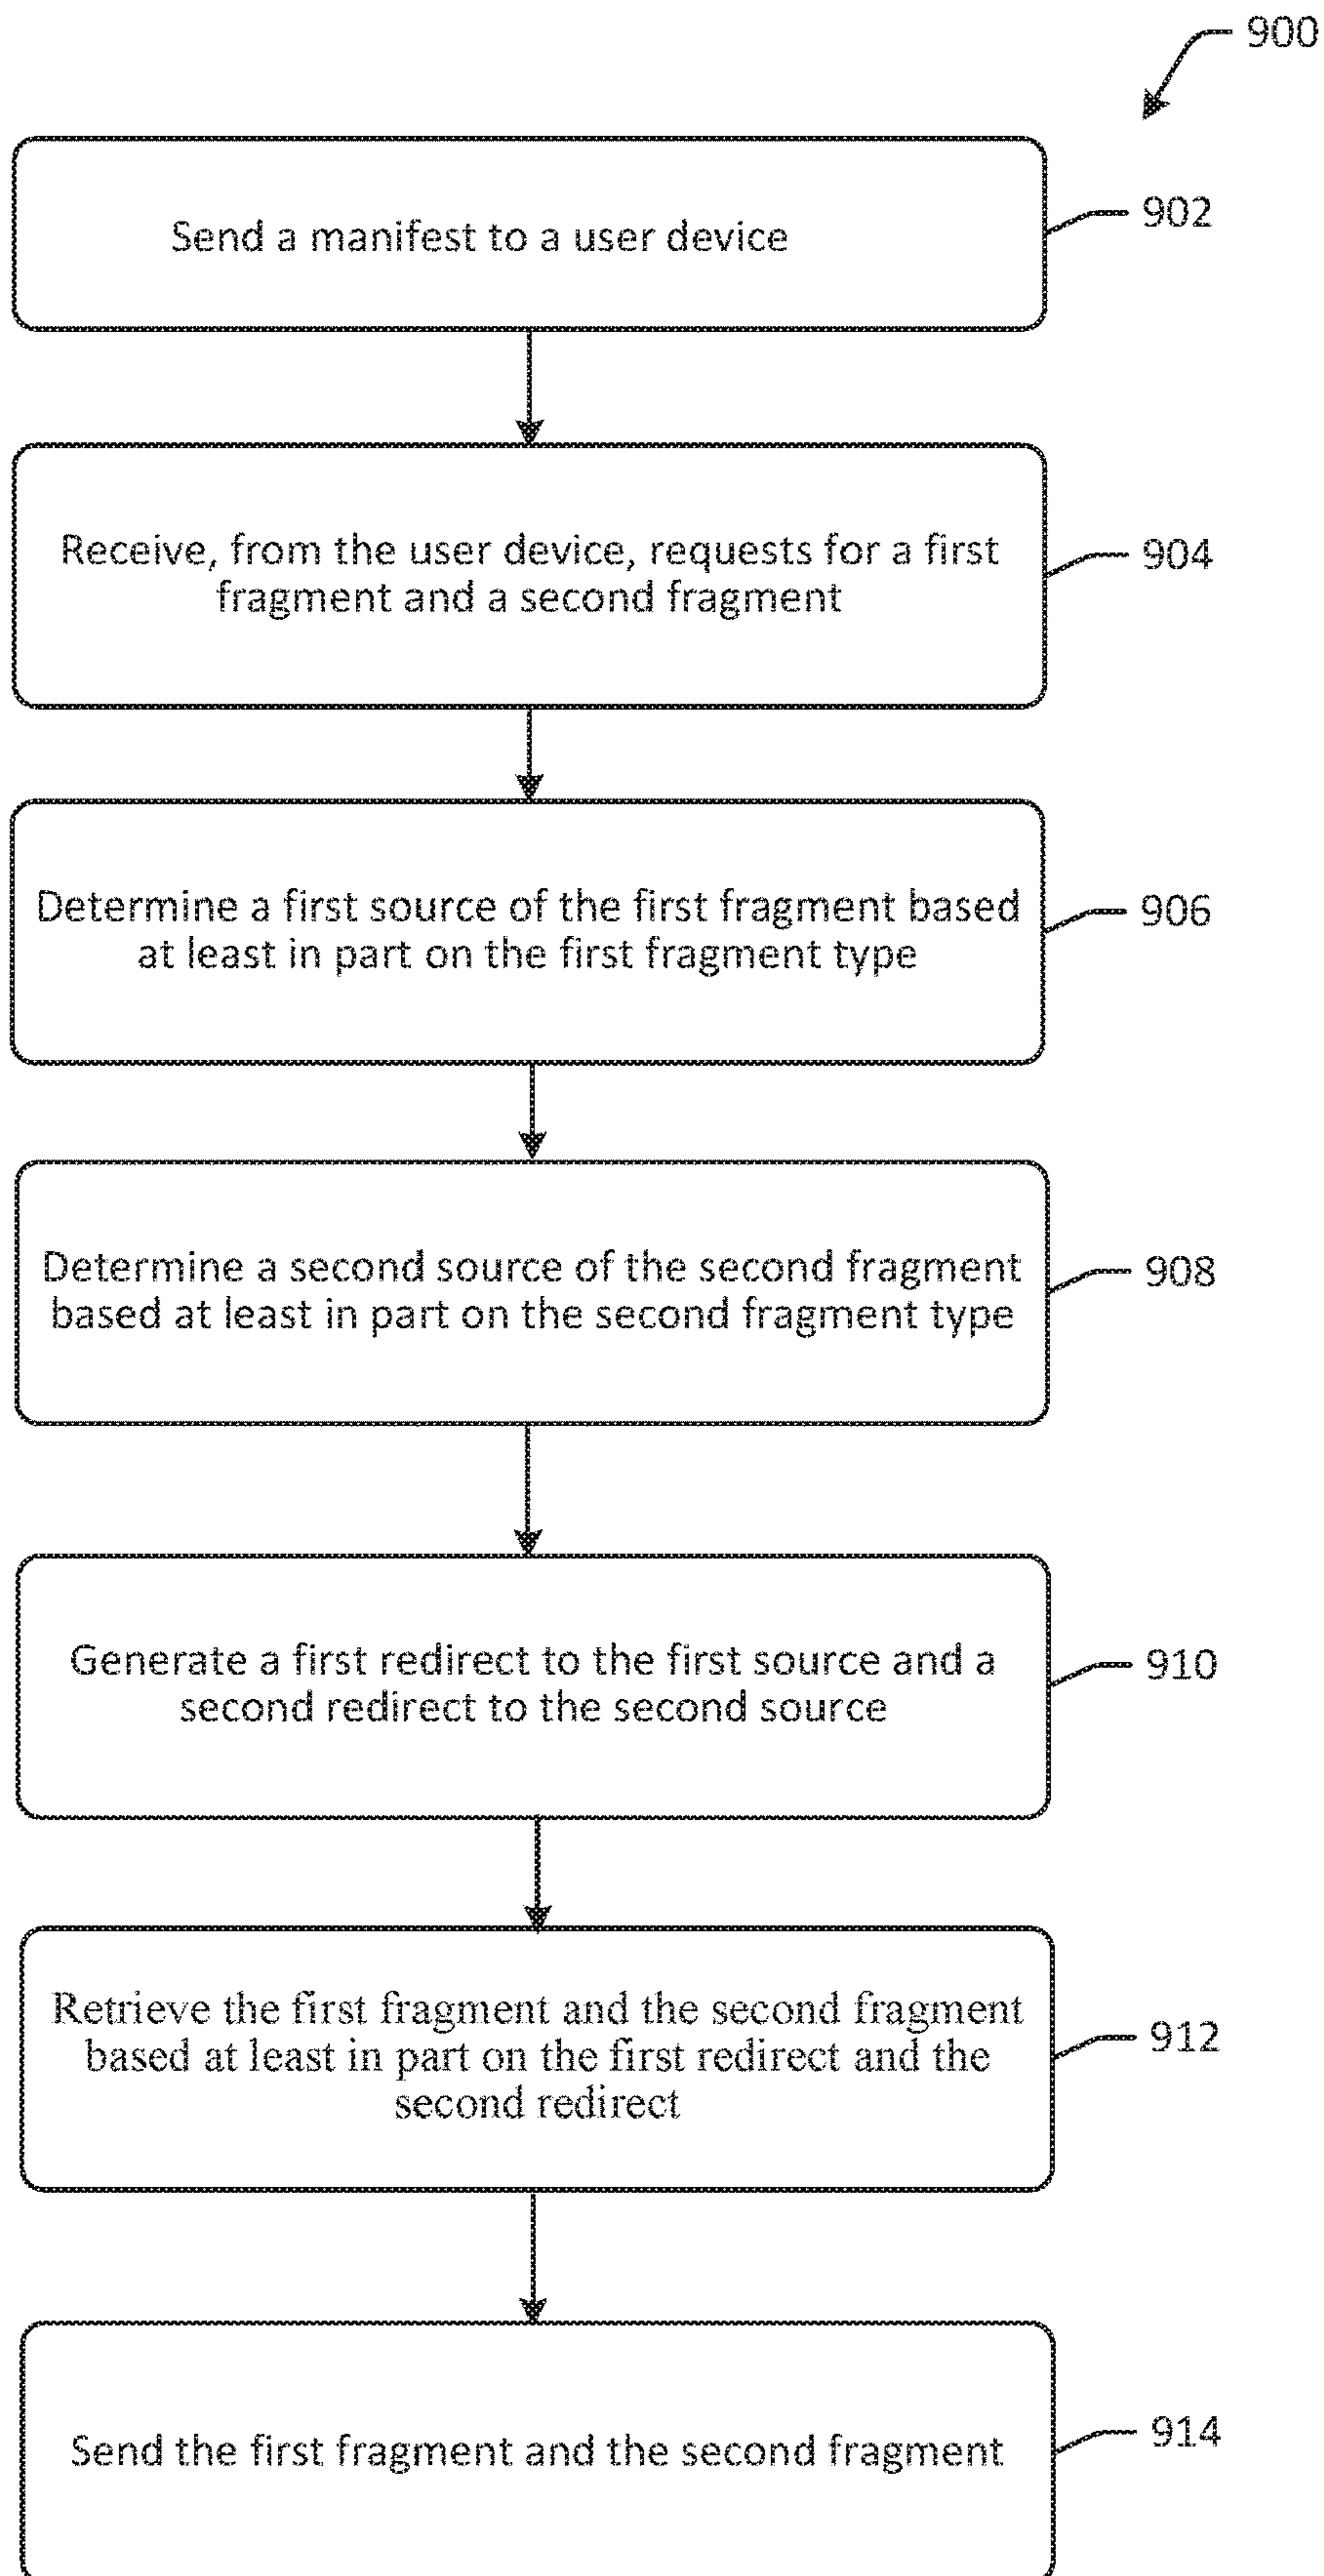 900
Send a manifest to a user device
902
Receive, from the user device, requests for a first
fragment and a second fragment
904
Determine a first source of the first fragment based
at least in part on the first fragment type
906
Determine a second source of the second fragment
based at least in part on the second fragment type
908
Generate a first redirect to the first source and a
second redirect to the second source
910
Retrieve the first fragment and the second fragment
based at least in part on the first redirect and the
second redirect
912
Send the first fragment and the second fragment
914